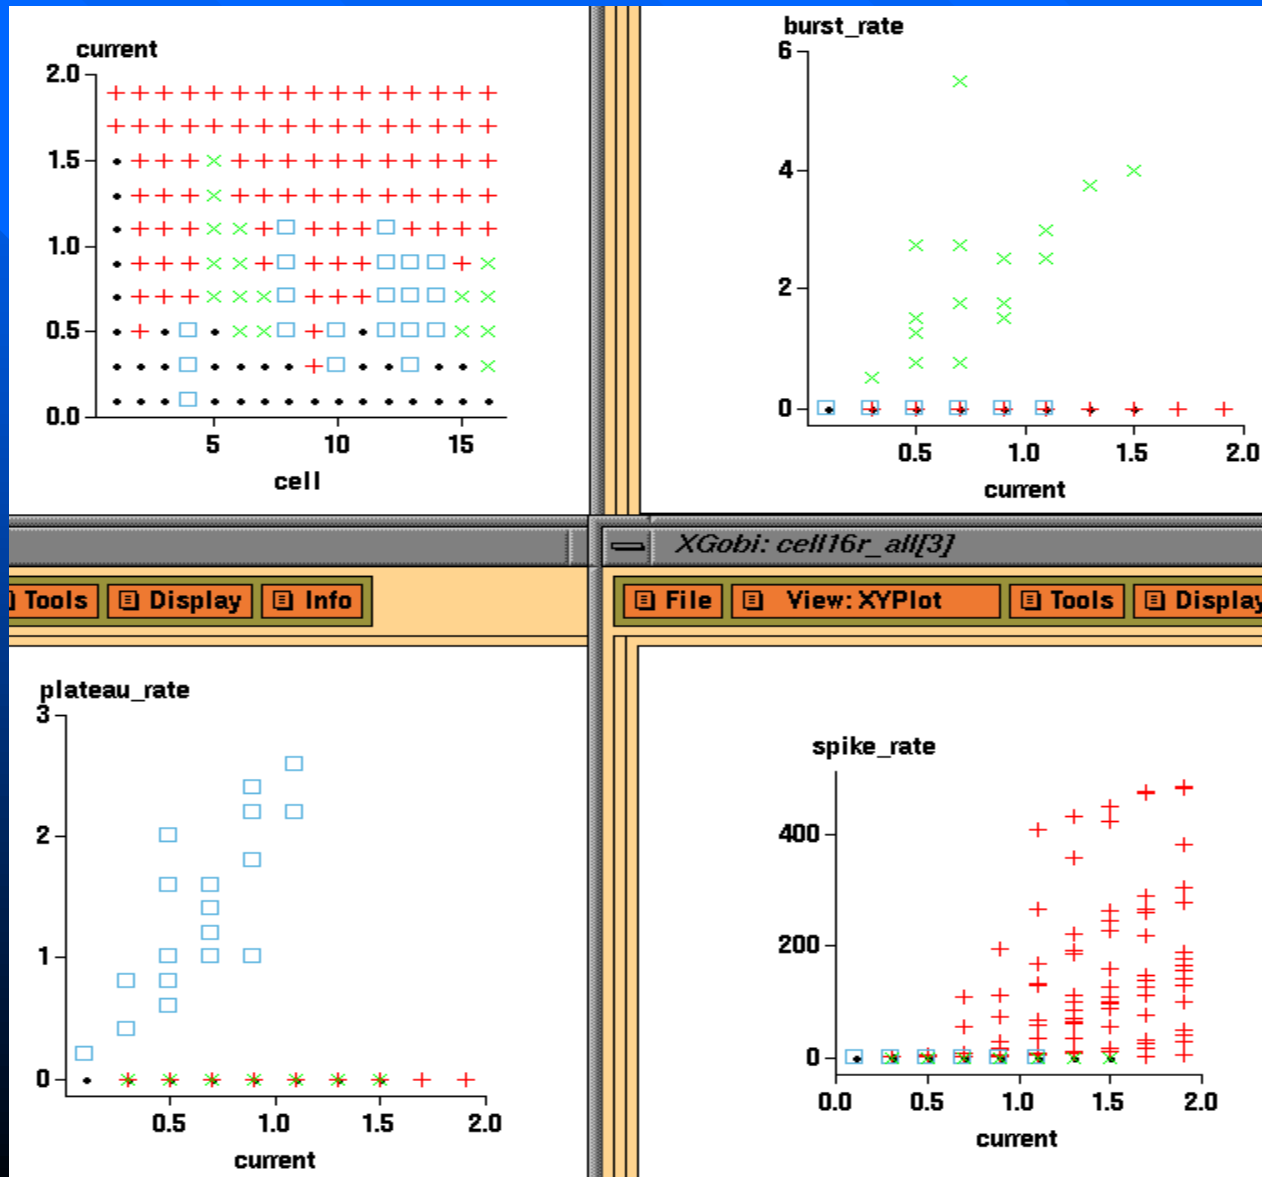 current
2.0
1.5
1.0
0.5
0.0
5 10 15
cell
burst_rate
6
4
2
0
0.5 1.0 1.5 2.0
current
XGobi: cell16r_all[3]
Tools Display Info
File View: XYPlot Tools Display
plateau_rate
3
2
1
0
0.5 1.0 1.5 2.0
current
spike_rate
400
200
0
0.0 0.5 1.0 1.5 2.0
current